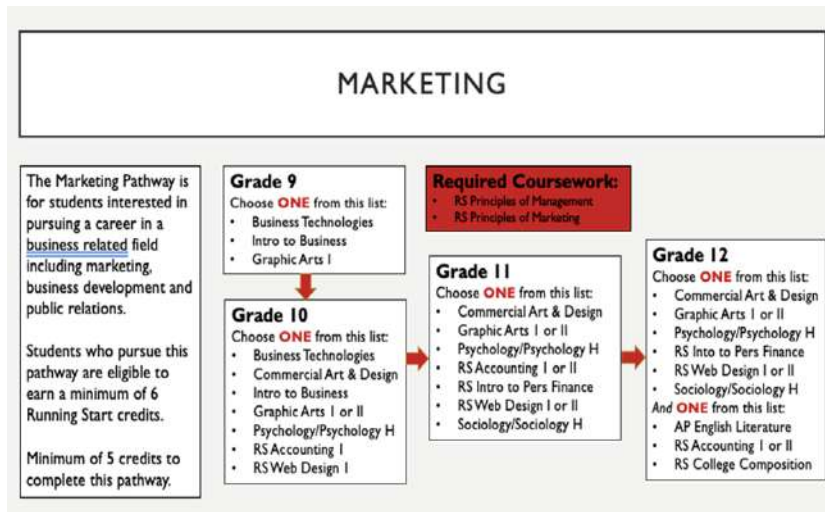 MARKETING
The Marketing Pathway is
for students interested in
pursuing a career in a
business related field
including marketing,
business development and
public relations.
Students who pursue this
pathway are eligible to
earn a minimum of 6
Running Start credits.
Minimum of 5 credits to
complete this pathway.
Grade 9
Choose ONE from this list:
• Business Technologies
• Intro to Business
• Graphic Arts I
Required Coursework:
• RS Principles of Management
• RS Principles of Marketing
Grade 10
Choose ONE from this list:
• Business Technologies
• Commercial Art & Design
• Intro to Business
• Graphic Arts I or II
• Psychology/Psychology H
• RS Accounting I
• RS Web Design I
Grade 11
Choose ONE from this list:
• Commercial Art & Design
• Graphic Arts I or II
• Psychology/Psychology H
• RS Accounting I or II
• RS Intro to Pers Finance
• RS Web Design I or II
• Sociology/Sociology H
Grade 12
Choose ONE from this list:
• Commercial Art & Design
• Graphic Arts I or II
• Psychology/Psychology H
• RS Into to Pers Finance
• RS Web Design I or II
• Sociology/Sociology H
And ONE from this list:
• AP English Literature
• RS Accounting I or II
• RS College Composition